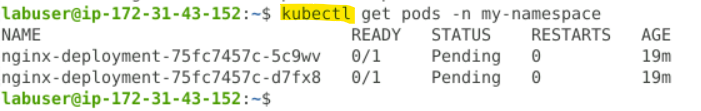 labuser@ip-172-31-43-152:~$ kubectl get pods -n my-namespace
NAME READY STATUS RESTARTS AGE
nginx-deployment-75fc7457c-5c9wv 0/1 Pending 0 19m
nginx-deployment-75fc7457c-d7fx8 0/1 Pending 0 19m
labuser@ip-172-31-43-152:~$